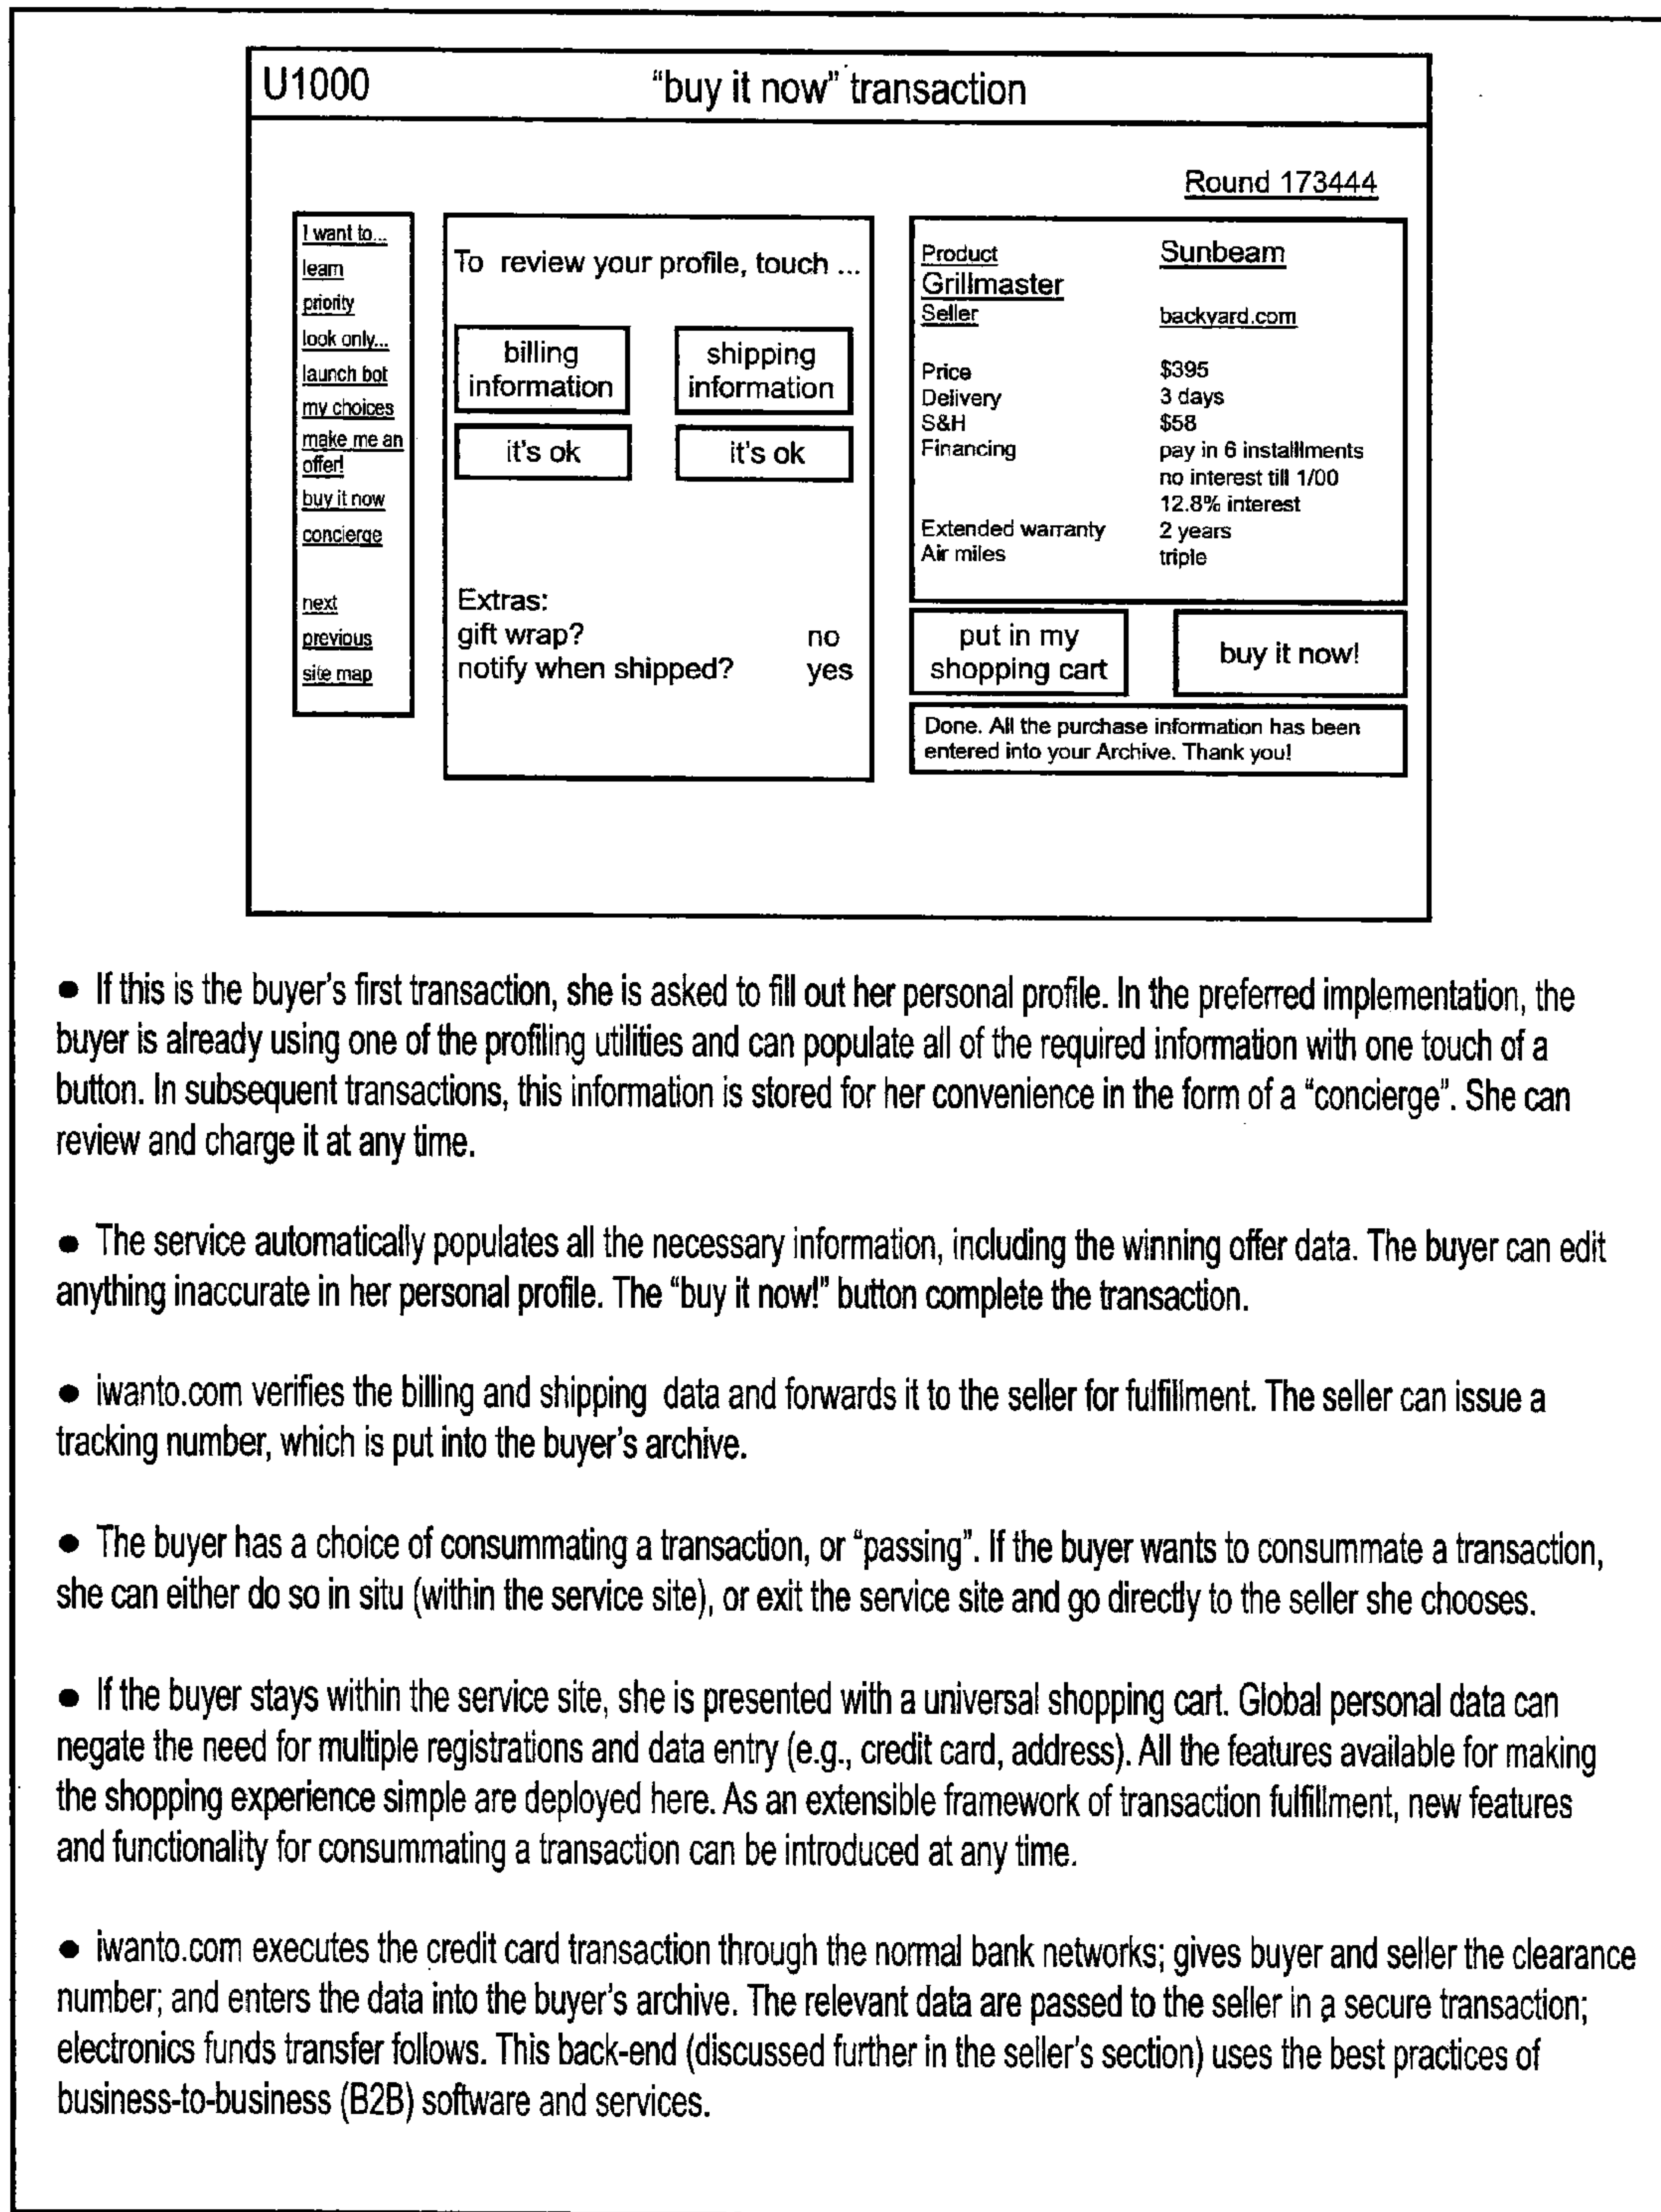 U1000 "buy it now" transaction
Round 173444
I want to...
learn
priority
look only...
launch bot
my choices
make me an
offer!
buy it now
concierge
next
previous
site map
To review your profile, touch ...
billing
information
shipping
information
it's ok
it's ok
Extras:
gift wrap? no
notify when shipped? yes
Product Sunbeam
Grillmaster
Seller backyard.com
Price $395
Delivery 3 days
S&H $58
Financing pay in 6 installlments
no interest till 1/00
12.8% interest
Extended warranty 2 years
Air miles triple
put in my
shopping cart
buy it now!
Done. All the purchase information has been
entered into your Archive. Thank you!
● If this is the buyer's first transaction, she is asked to fill out her personal profile. In the preferred implementation, the
buyer is already using one of the profiling utilities and can populate all of the required information with one touch of a
button. In subsequent transactions, this information is stored for her convenience in the form of a "concierge". She can
review and charge it at any time.
● The service automatically populates all the necessary information, including the winning offer data. The buyer can edit
anything inaccurate in her personal profile. The "buy it now!" button complete the transaction.
● iwanto.com verifies the billing and shipping data and forwards it to the seller for fulfillment. The seller can issue a
tracking number, which is put into the buyer's archive.
● The buyer has a choice of consummating a transaction, or "passing". If the buyer wants to consummate a transaction,
she can either do so in situ (within the service site), or exit the service site and go directly to the seller she chooses.
● If the buyer stays within the service site, she is presented with a universal shopping cart. Global personal data can
negate the need for multiple registrations and data entry (e.g., credit card, address). All the features available for making
the shopping experience simple are deployed here. As an extensible framework of transaction fulfillment, new features
and functionality for consummating a transaction can be introduced at any time.
● iwanto.com executes the credit card transaction through the normal bank networks; gives buyer and seller the clearance
number; and enters the data into the buyer's archive. The relevant data are passed to the seller in a secure transaction;
electronics funds transfer follows. This back-end (discussed further in the seller's section) uses the best practices of
business-to-business (B2B) software and services.